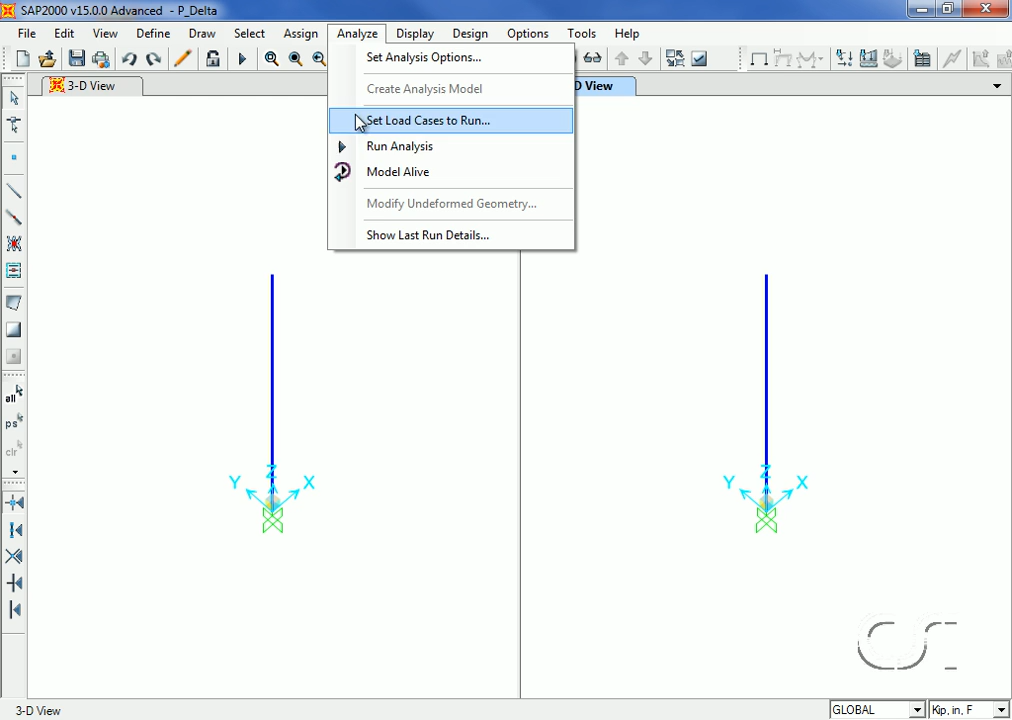 SAP2000 v15.0.0 Advanced - P_Delta
File Edit View Define Draw Select Assign Analyze Display Design Options Tools Help
Set Analysis Options...
Create Analysis Model
Set Load Cases to Run...
Run Analysis
Model Alive
Modify Undeformed Geometry...
Show Last Run Details...
3-D View
D View
all
ps
clr
Z
Y
X
Z
Y
X
CSI
3-D View
GLOBAL
Kip, in, F